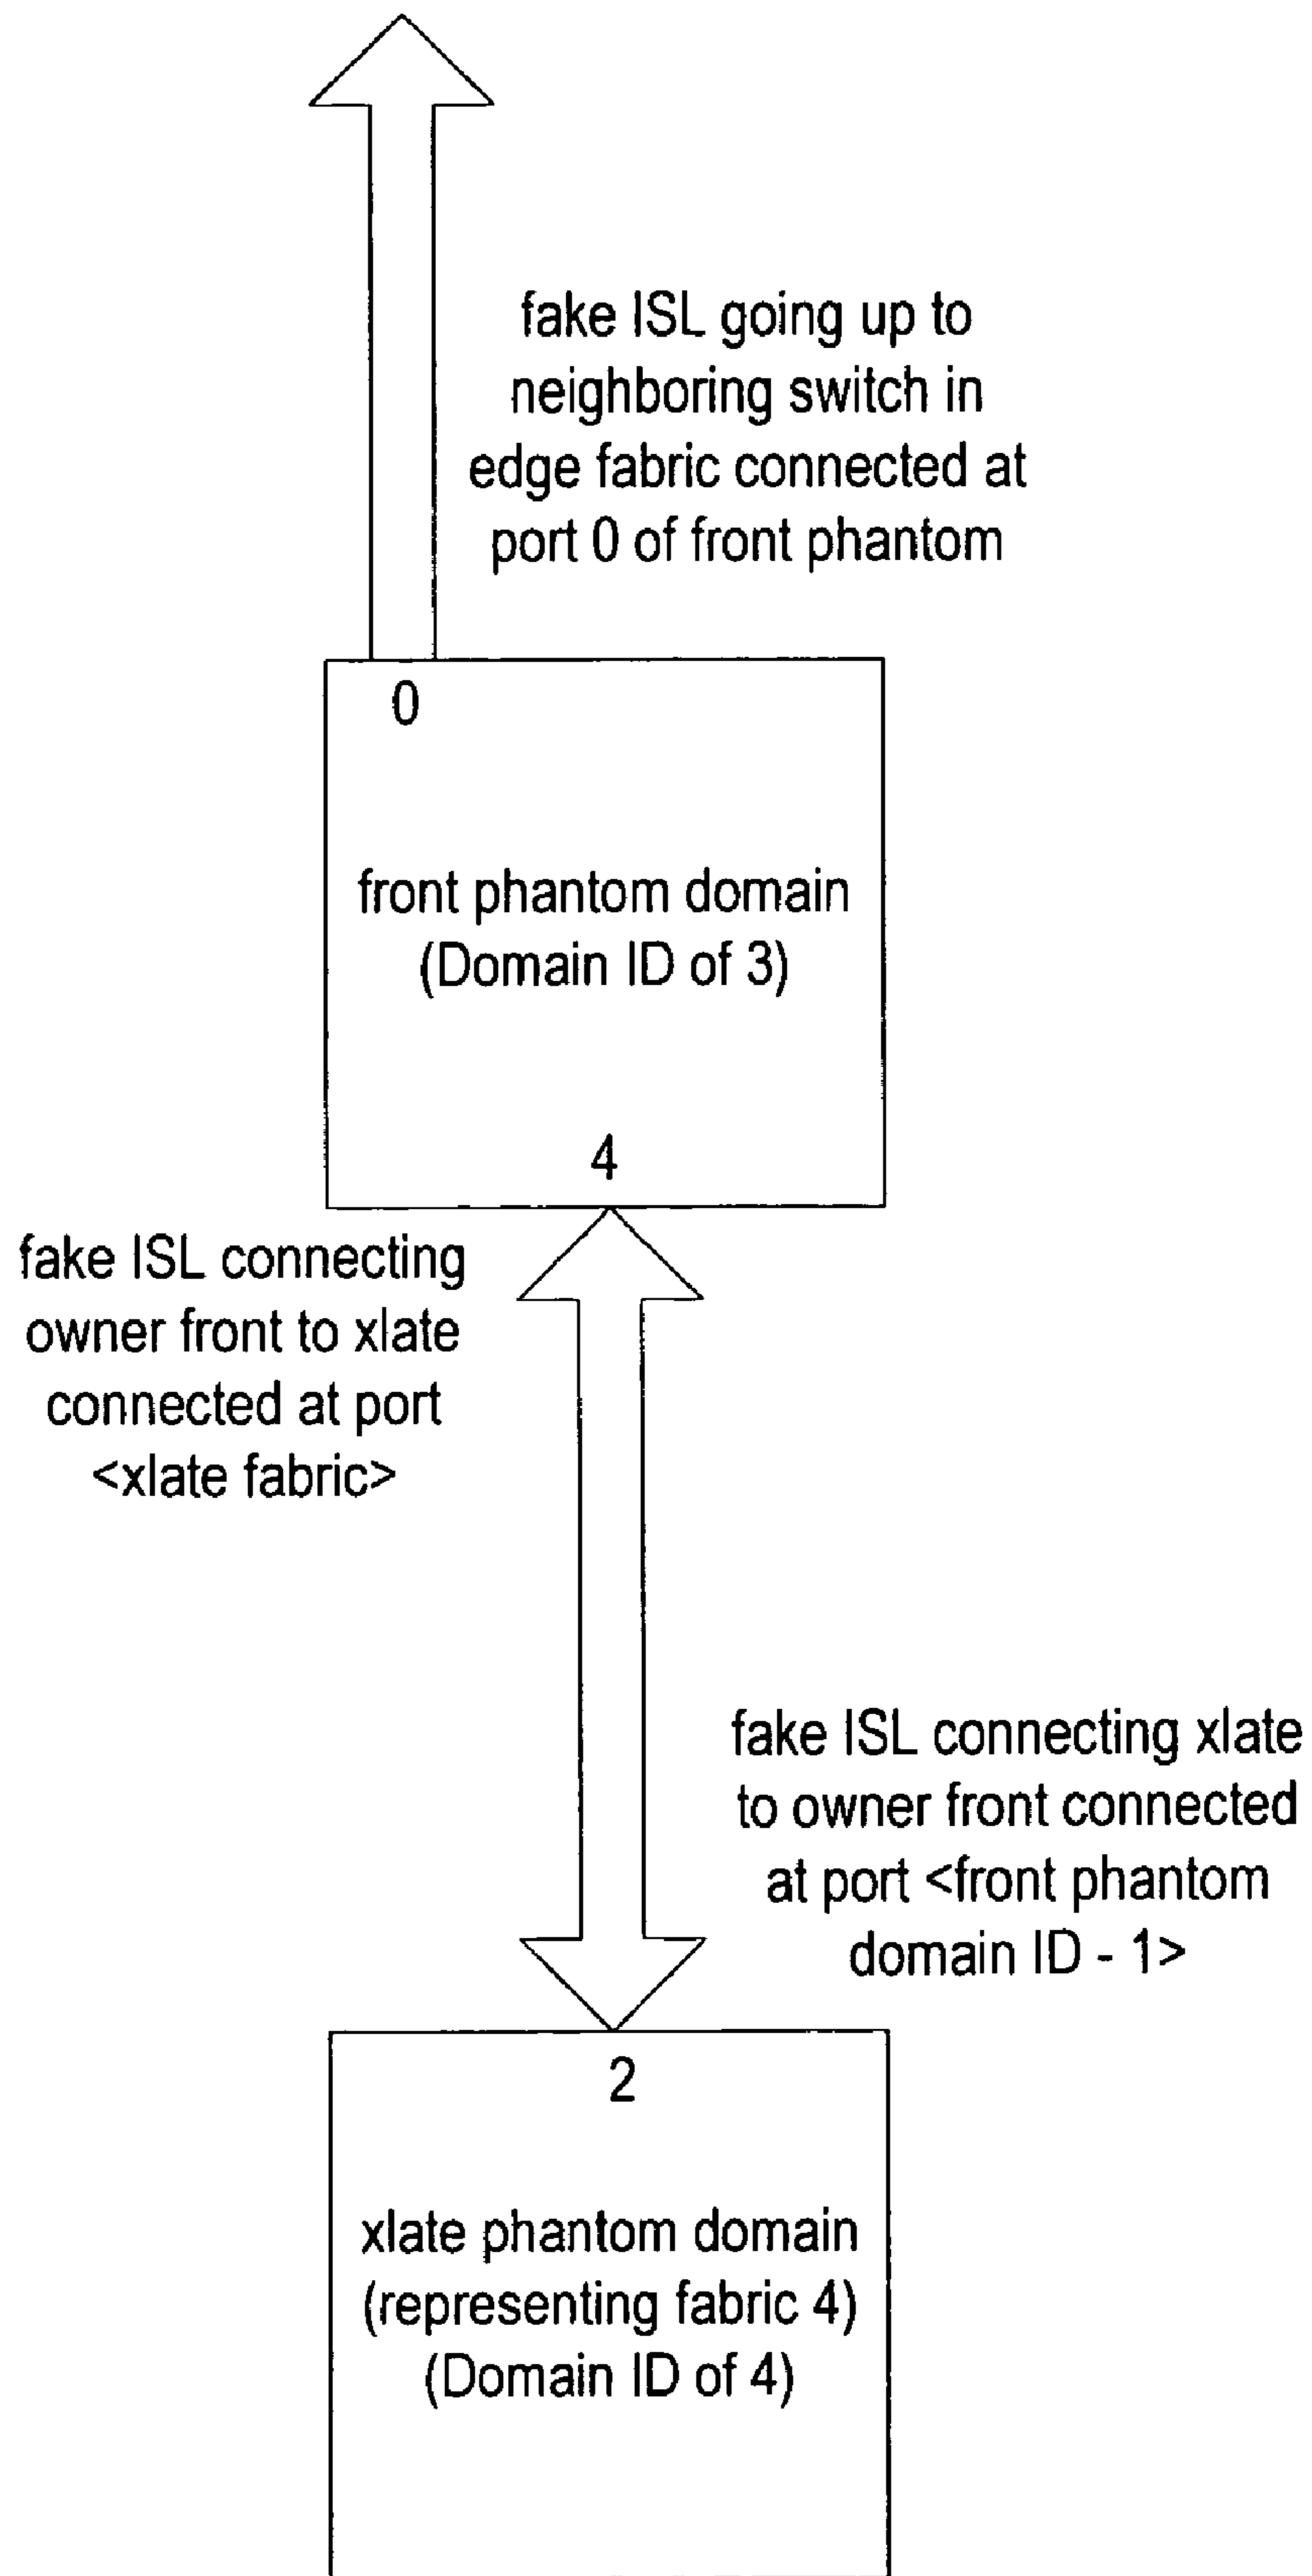 fake ISL going up to
neighboring switch in
edge fabric connected at
port 0 of front phantom
0
front phantom domain
(Domain ID of 3)
4
fake ISL connecting
owner front to xlate
connected at port
<xlate fabric>
fake ISL connecting xlate
to owner front connected
at port <front phantom
domain ID - 1>
2
xlate phantom domain
(representing fabric 4)
(Domain ID of 4)